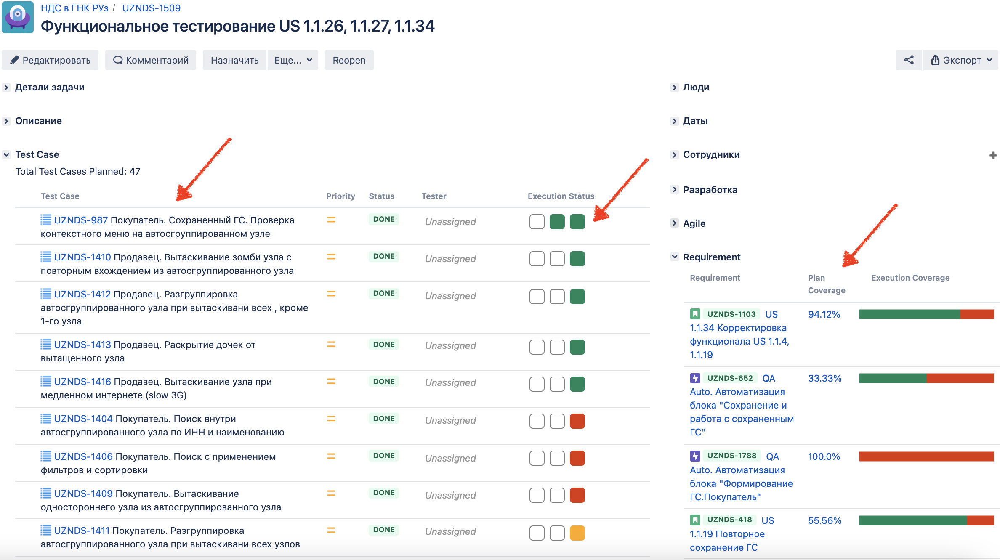 НДС в ГНК РУз / UZNDS-1509
Функциональное тестирование US 1.1.26, 1.1.27, 1.1.34
Редактировать
Комментарий
Назначить
Еще...
Reopen
Экспорт
Детали задачи
Описание
Test Case
Total Test Cases Planned: 47
Test Case Priority Status Tester Execution Status
UZNDS-987 Покупатель. Сохраненный ГС. Проверка
контекстного меню на автосгруппированном узле
DONE
Unassigned
UZNDS-1410 Продавец. Вытаскивание зомби узла с
повторным вхождением из автосгруппированного узла
DONE
Unassigned
UZNDS-1412 Продавец. Разгруппировка
автосгруппированного узла при вытаскивани всех , кроме
1-го узла
DONE
Unassigned
UZNDS-1413 Продавец. Раскрытие дочек от
вытащенного узла
DONE
Unassigned
UZNDS-1416 Продавец. Вытаскивание узла при
медленном интернете (slow 3G)
DONE
Unassigned
UZNDS-1404 Покупатель. Поиск внутри
автосгруппированного узла по ИНН и наименованию
DONE
Unassigned
UZNDS-1406 Покупатель. Поиск с применением
фильтров и сортировки
DONE
Unassigned
UZNDS-1409 Покупатель. Вытаскивание
одностороннего узла из автосгруппированного узла
DONE
Unassigned
UZNDS-1411 Покупатель. Разгруппировка
автосгруппированного узла при вытаскивани всех узлов
DONE
Unassigned
Люди
Даты
Сотрудники
Разработка
Agile
Requirement
Requirement Plan Execution Coverage
Coverage
UZNDS-1103 US
1.1.34 Корректировка
функционала US 1.1.4,
1.1.19
94.12%
UZNDS-652 QA
Auto. Автоматизация
блока "Сохранение и
работа с сохраненным
ГС"
33.33%
UZNDS-1788 QA
Auto. Автоматизация
блока "Формирование
ГС.Покупатель"
100.0%
UZNDS-418 US
1.1.19 Повторное
сохранение ГС
55.56%